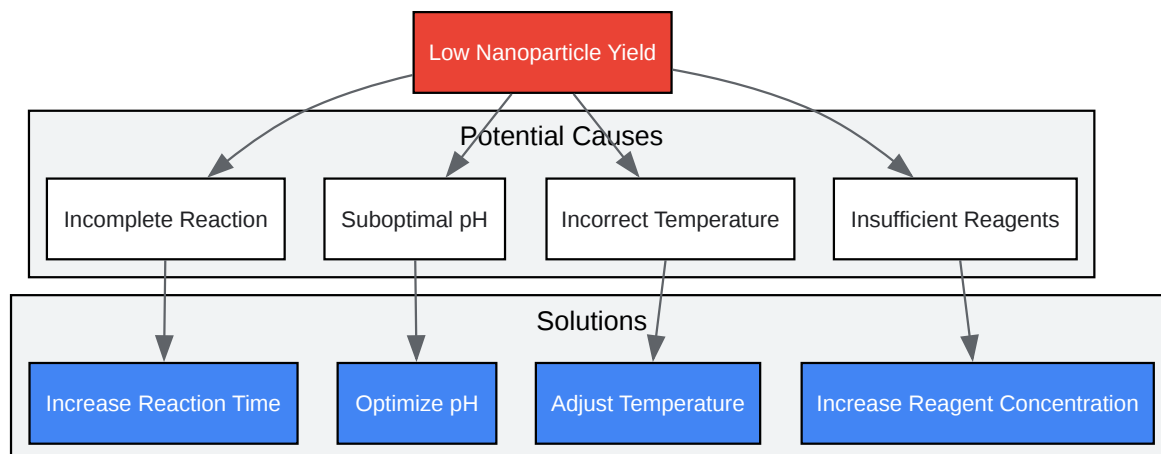 Low Nanoparticle Yield
Potential Causes
Incomplete Reaction
Suboptimal pH
Incorrect Temperature
Insufficient Reagents
Solutions
Increase Reaction Time
Optimize pH
Adjust Temperature
Increase Reagent Concentration